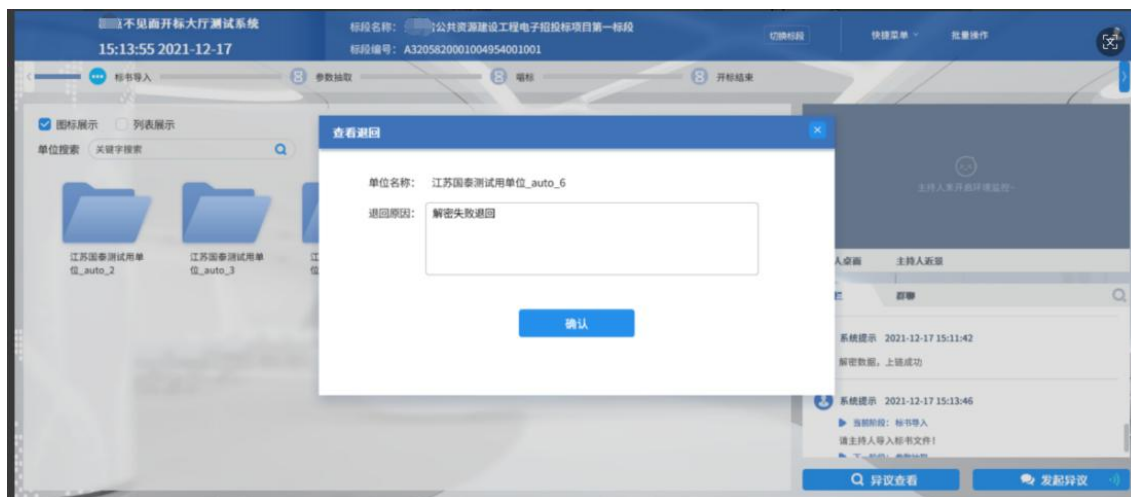 不见面开标大厅测试系统
15:13:55 2021-12-17
标段名称：
公共资源建设工程电子招投标项目第一标段
标段编号： A3205820001004954001001
切换标段
快捷菜单
批量操作
标书导入
参数抽取
唱标
开标结束
图标展示
列表展示
单位搜索
关键字搜索
江苏国泰测试用单
位_auto_2
江苏国泰测试用单
位_auto_3
查看退回
单位名称： 江苏国泰测试用单位_auto_6
退回原因： 解密失败退回
确认
主持人未开启环境监控~
人桌面
主持人近景
群聊
系统提示 2021-12-17 15:11:42
解密数据，上链成功
系统提示 2021-12-17 15:13:46
当前阶段： 标书导入
请主持人导入标书文件！
异议查看
发起异议